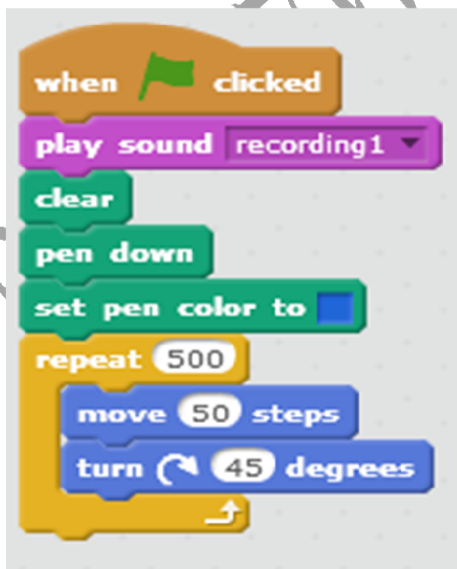 when clicked
play sound recording1
clear
pen down
set pen color to
repeat 500
move 50 steps
turn 45 degrees